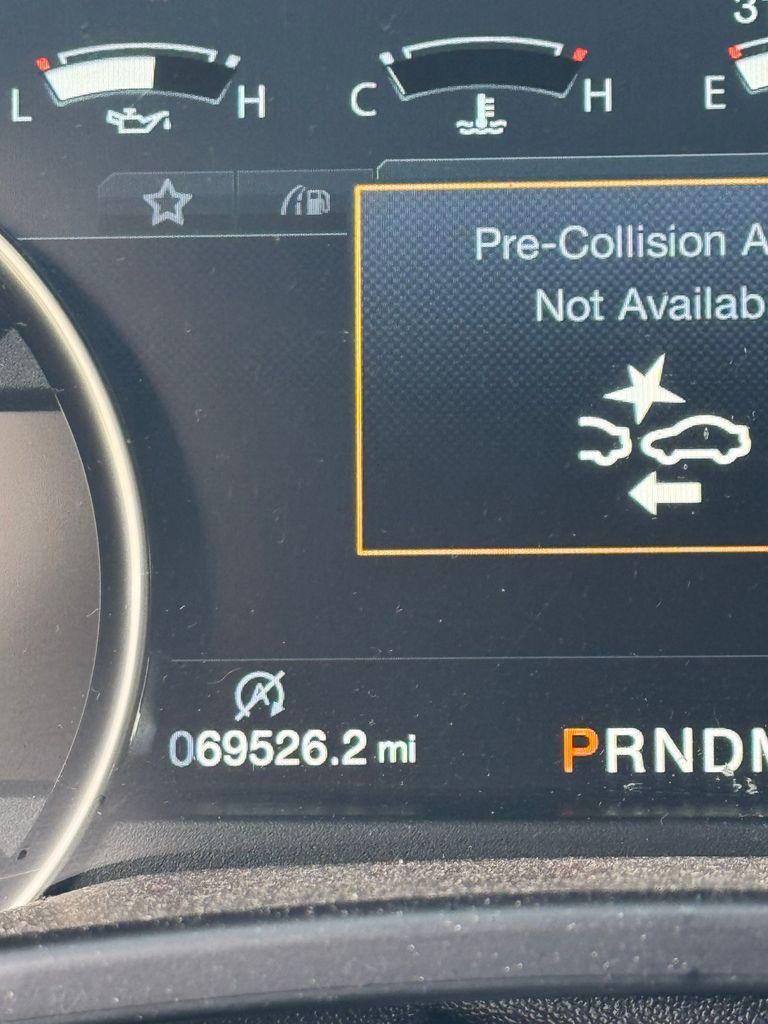 L H C H E
Pre-Collision A
Not Availab
A
069526.2 mi PRNDM